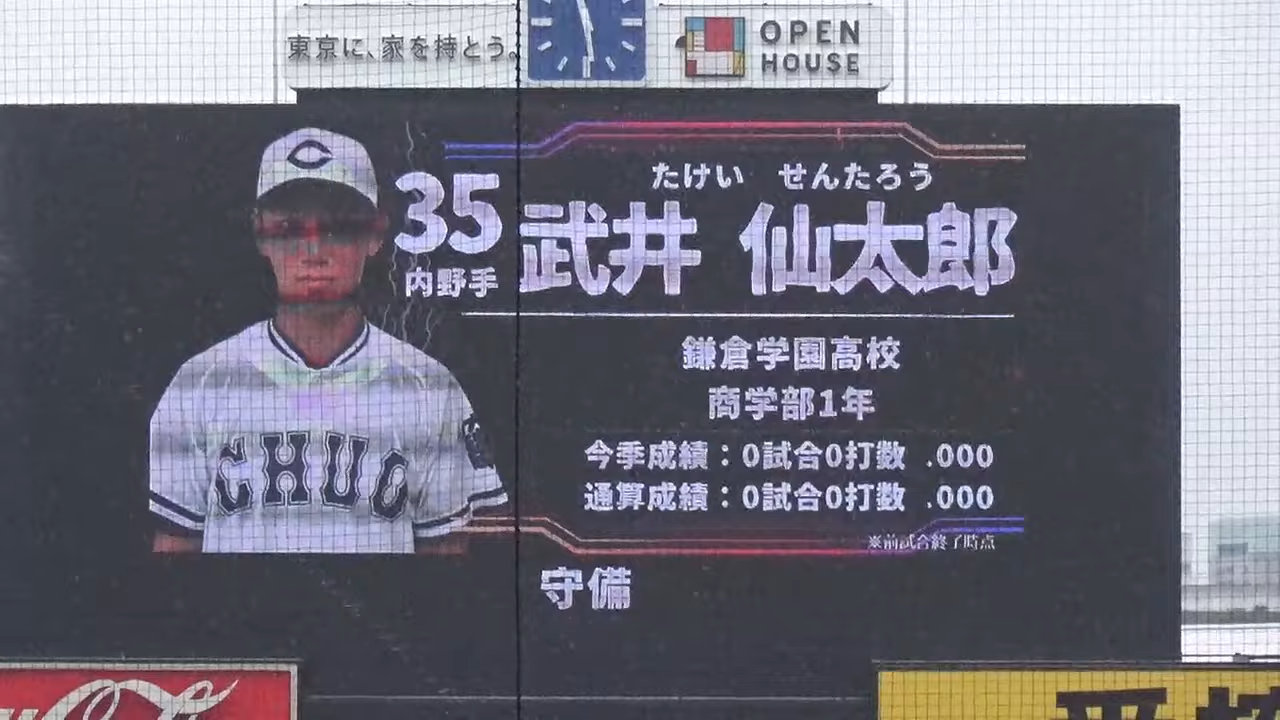 東京に、家を持とう。
OPEN
HOUSE
C
たけい せんたろう
35 武井 仙太郎
内野手
鎌倉学園高校
商学部1年
CHUO
今季成績：0試合0打数 .000
通算成績：0試合0打数 .000
※前試合終了時点
守備